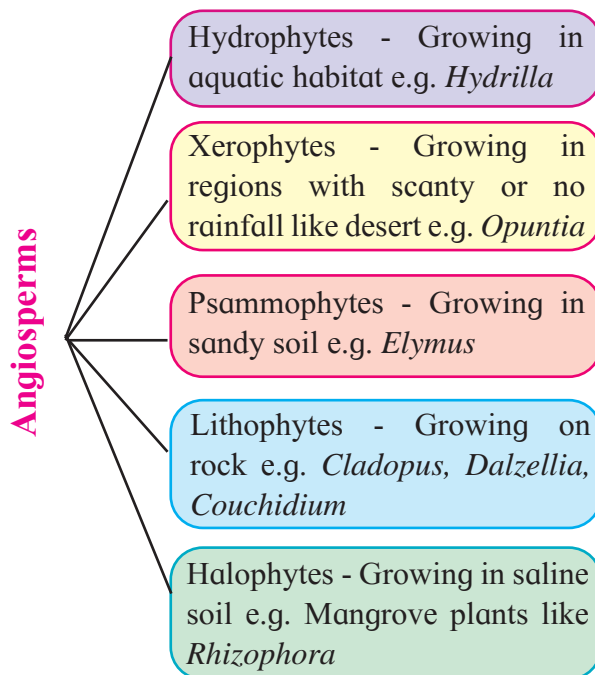 Angiosperms
Hydrophytes - Growing in
aquatic habitat e.g. Hydrilla
Xerophytes - Growing in
regions with scanty or no
rainfall like desert e.g. Opuntia
Psammophytes - Growing in
sandy soil e.g. Elymus
Lithophytes - Growing on
rock e.g. Cladopus, Dalzellia,
Couchidium
Halophytes - Growing in saline
soil e.g. Mangrove plants like
Rhizophora